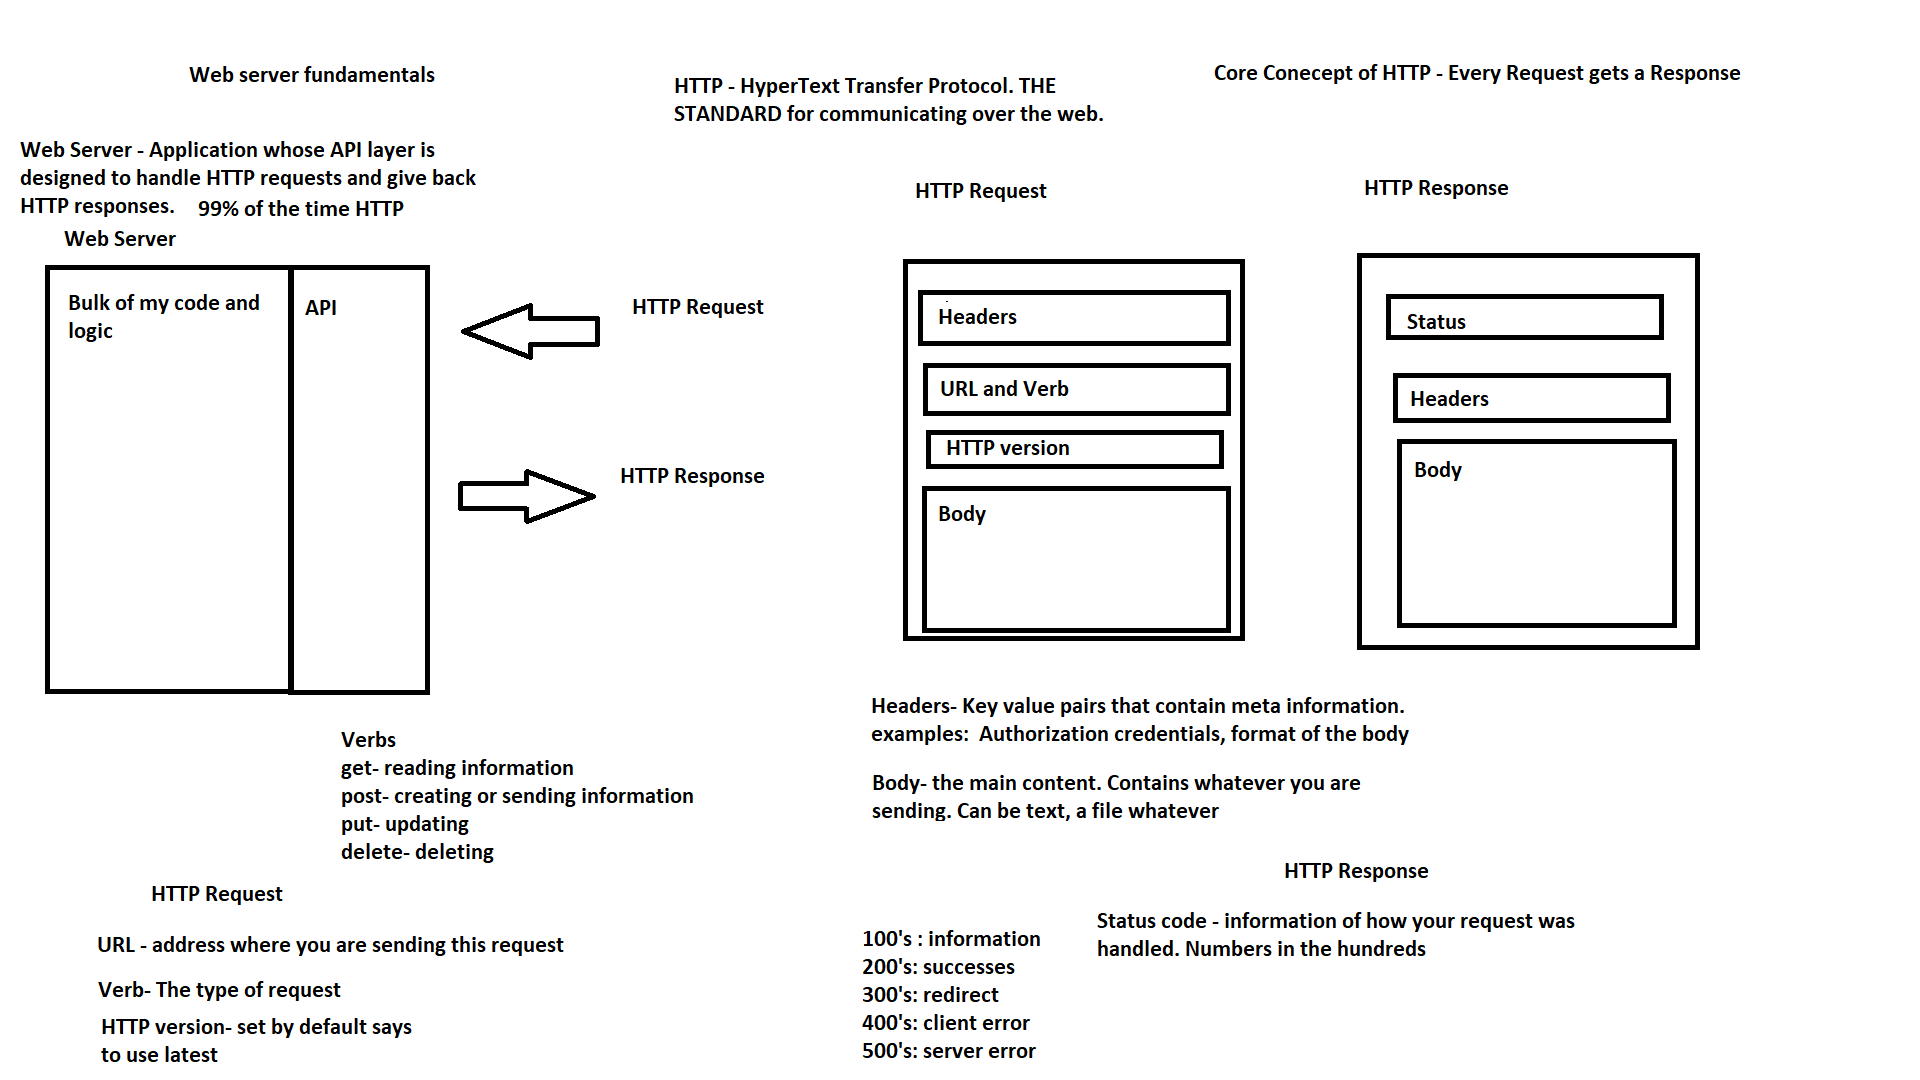 Web server fundamentals
HTTP - HyperText Transfer Protocol. THE
STANDARD for communicating over the web.
Core Conecept of HTTP - Every Request gets a Response
Web Server - Application whose API layer is
designed to handle HTTP requests and give back
HTTP responses.
99% of the time HTTP
Web Server
Bulk of my code and
logic
API
HTTP Request
HTTP Response
HTTP Request
Headers
URL and Verb
HTTP version
Body
HTTP Response
Status
Headers
Body
Headers- Key value pairs that contain meta information.
examples:  Authorization credentials, format of the body
Body- the main content. Contains whatever you are
sending. Can be text, a file whatever
Verbs
get- reading information
post- creating or sending information
put- updating
delete- deleting
HTTP Request
URL - address where you are sending this request
Verb- The type of request
HTTP version- set by default says
to use latest
HTTP Response
Status code - information of how your request was
handled. Numbers in the hundreds
100's : information
200's: successes
300's: redirect
400's: client error
500's: server error